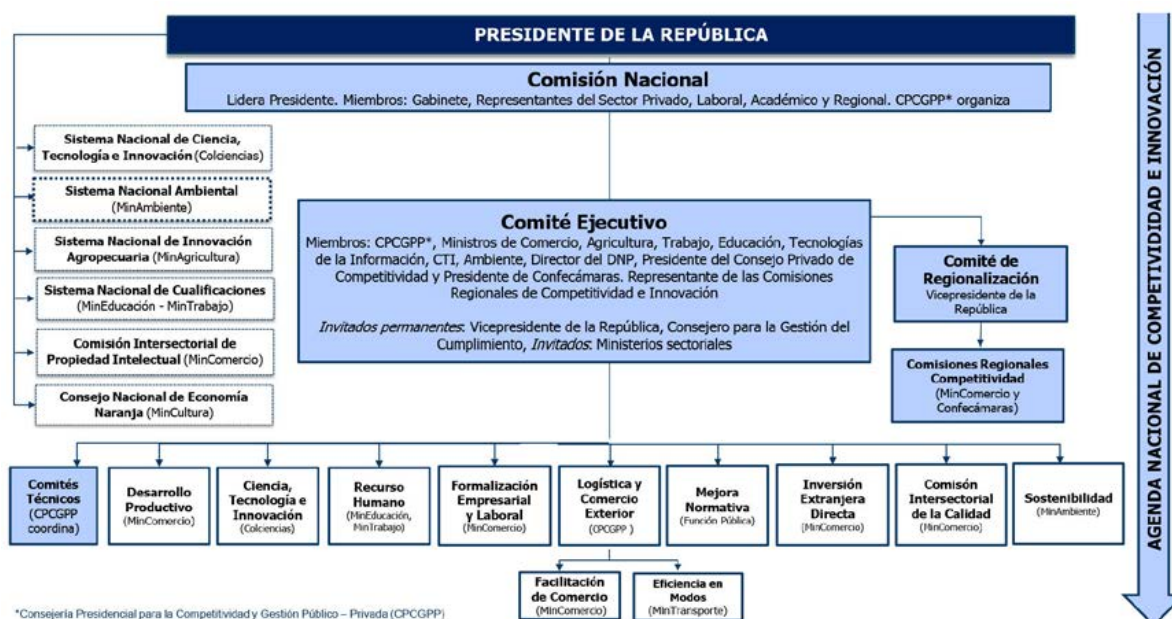 PRESIDENTE DE LA REPÚBLICA
Comisión Nacional
Lidera Presidente. Miembros: Gabinete, Representantes del Sector Privado, Laboral, Académico y Regional. CPCGPP* organiza
Sistema Nacional de Ciencia,
Tecnología e Innovación (Colciencias)
Sistema Nacional Ambiental
(MinAmbiente)
Sistema Nacional de Innovación
Agropecuaria (MinAgricultura)
Sistema Nacional de Cualificaciones
(MinEducación - MinTrabajo)
Comisión Intersectorial de
Propiedad Intelectual (MinComercio)
Consejo Nacional de Economía
Naranja (MinCultura)
Comité Ejecutivo
Miembros: CPCGPP*, Ministros de Comercio, Agricultura, Trabajo, Educación, Tecnologías
de la Información, CTI, Ambiente, Director del DNP, Presidente del Consejo Privado de
Competitividad y Presidente de Confecámaras. Representante de las Comisiones
Regionales de Competitividad e Innovación
Invitados permanentes: Vicepresidente de la República, Consejero para la Gestión del
Cumplimiento, Invitados: Ministerios sectoriales
Comité de
Regionalización
Vicepresidente de la
República
Comisiones Regionales
Competitividad
(MinComercio y
Confecámaras)
Comités
Técnicos
(CPCGPP
coordina)
Desarrollo
Productivo
(MinComercio)
Ciencia,
Tecnología e
Innovación
(Colciencias)
Recurso
Humano
(MinEducación,
MinTrabajo)
Formalización
Empresarial
y Laboral
(MinComercio)
Logística y
Comercio
Exterior
(CPCGPP )
Mejora
Normativa
(Función Pública)
Inversión
Extranjera
Directa
(MinComercio)
Comisón
Intersectorial
de la Calidad
(MinComercio)
Sostenibilidad
(MinAmbiente)
Facilitación
de Comercio
(MinComercio)
Eficiencia en
Modos
(MinTransporte)
*Consejería Presidencial para la Competividad y Gestión Público – Privada (CPCGPP)
AGENDA NACIONAL DE COMPETIVIDIDAD E INNOVACIÓN